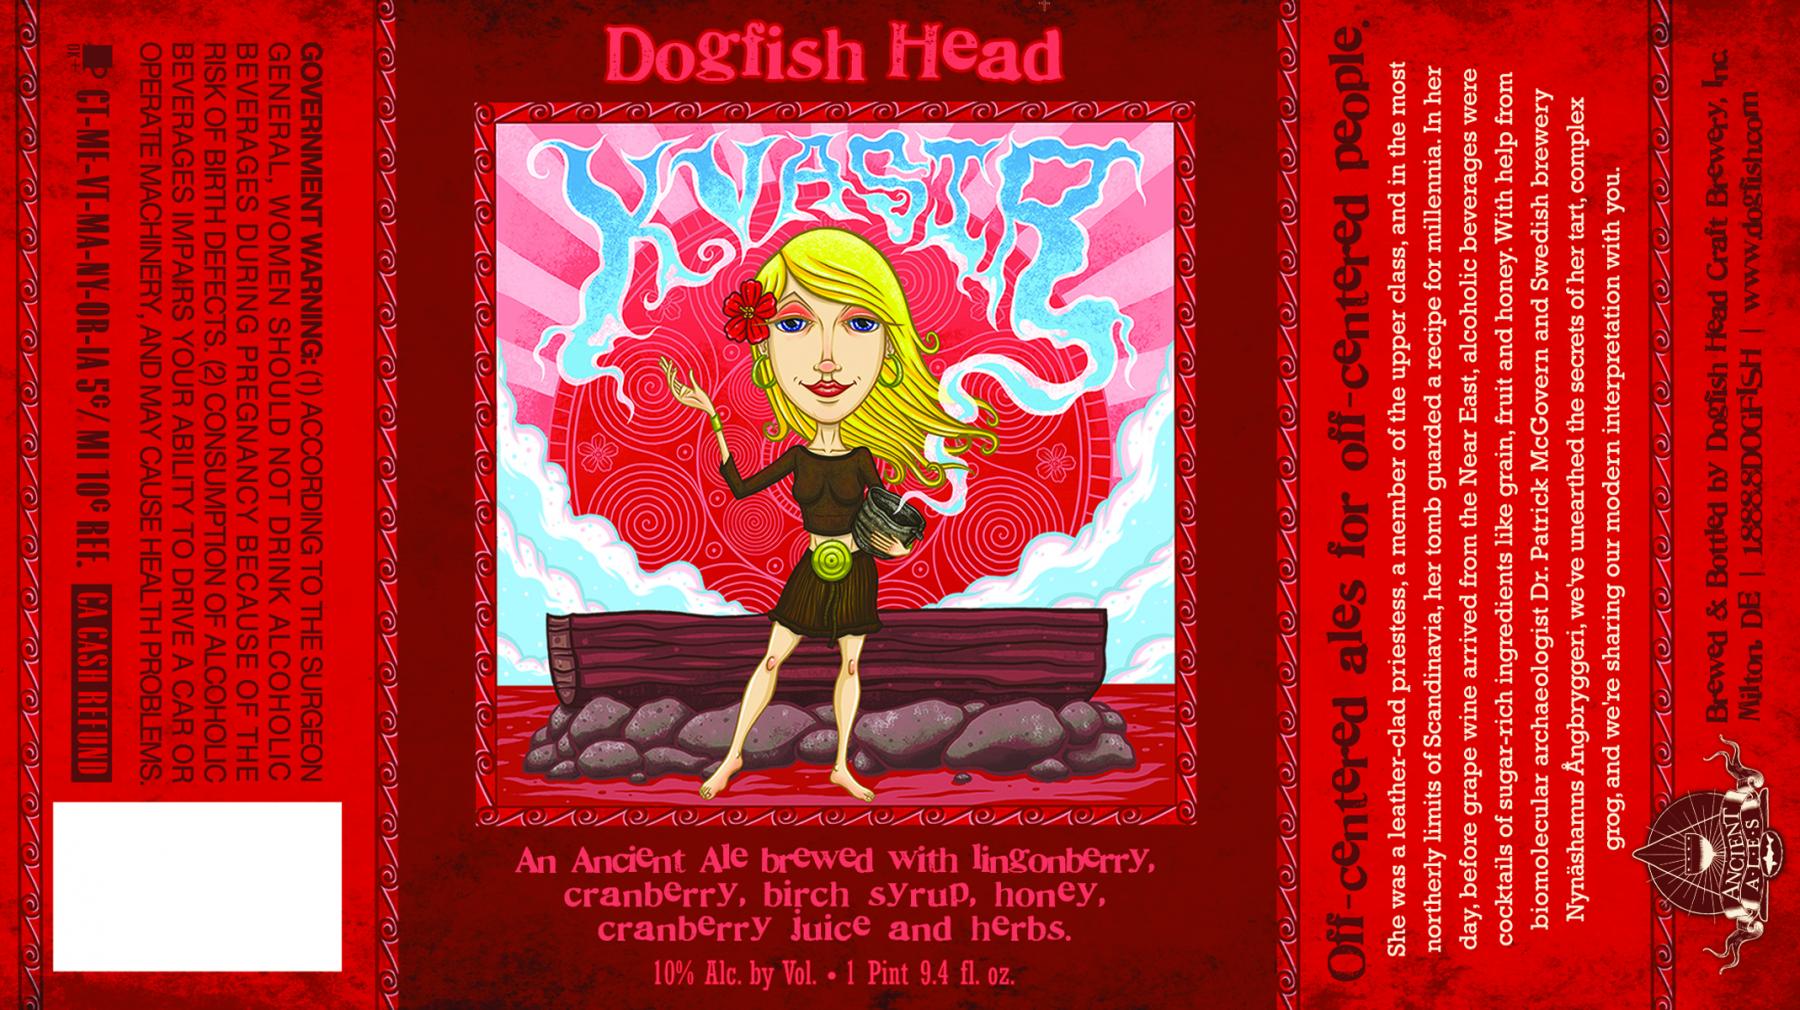 Dogfish Head
KVASIR
An Ancient Ale brewed with lingonberry,
cranberry, birch syrup, honey,
cranberry juice and herbs.
10% Alc. by Vol. • 1 Pint 9.4 fl. oz.
GOVERNMENT WARNING: (1) ACCORDING TO THE SURGEON
GENERAL, WOMEN SHOULD NOT DRINK ALCOHOLIC
BEVERAGES DURING PREGNANCY BECAUSE OF THE
RISK OF BIRTH DEFECTS. (2) CONSUMPTION OF ALCOHOLIC
BEVERAGES IMPAIRS YOUR ABILITY TO DRIVE A CAR OR
OPERATE MACHINERY, AND MAY CAUSE HEALTH PROBLEMS.
CT-ME-VT-MA-NY-OR-IA 5¢/ MI 10¢ REF. CA CASH REFUND
Off-centered ales for off-centered people.
She was a leather-clad priestess, a member of the upper class, and in the most
northerly limits of Scandinavia, her tomb guarded a recipe for millennia. In her
day, before grape wine arrived from the Near East, alcoholic beverages were
cocktails of sugar-rich ingredients like grain, fruit and honey. With help from
biomolecular archaeologist Dr. Patrick McGovern and Swedish brewery
Nynäshamns Ångbryggeri, we've unearthed the secrets of her tart, complex
grog, and we're sharing our modern interpretation with you.
Brewed & Bottled by Dogfish Head Craft Brewery, Inc.
Milton, DE | 1.888.8DOGFISH | www.dogfish.com
ANCIENT
A·L·E·S